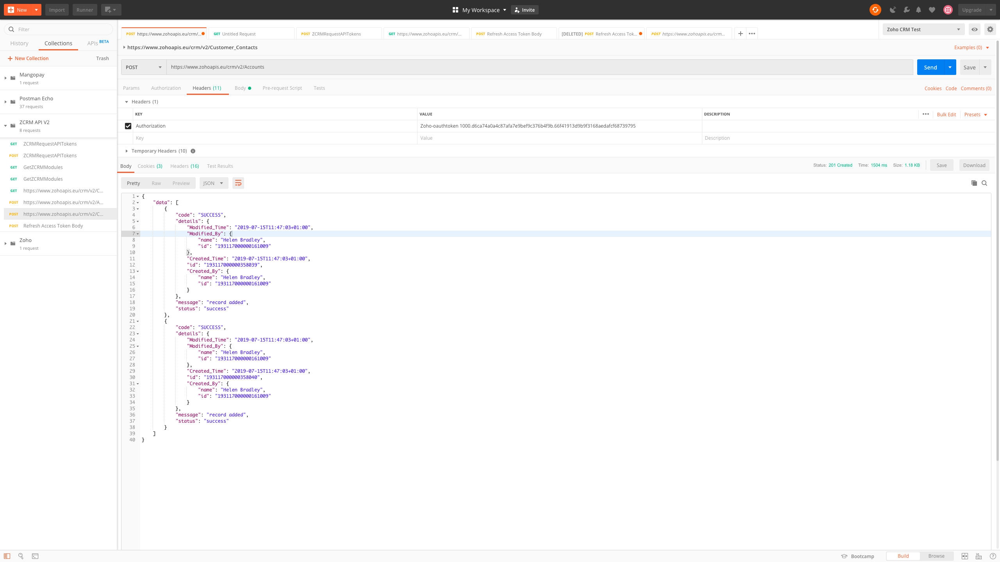 New Import Runner My Workspace Invite Upgrade
Filter
History Collections APIs BETA
New Collection Trash
Mangopay
1 request
Postman Echo
37 requests
ZCRM API V2
8 requests
GET ZCRMRequestAPITokens
POST ZCRMRequestAPITokens
GET GetZCRMModules
GET GetZCRMModules
GET https://www.zohoapis.eu/crm/v2/C...
POST https://www.zohoapis.eu/crm/v2/A...
POST https://www.zohoapis.eu/crm/v2/C...
POST Refresh Access Token Body
Zoho
1 request
POST https://www.zohoapis.eu/crm/... GET Untitled Request POST ZCRMRequestAPITokens GET https://www.zohoapis.eu/crm/... POST Refresh Access Token Body [DELETED] POST Refresh Access Tok... POST https://www.zohoapis.eu/crm... Zoho CRM Test
https://www.zohoapis.eu/crm/v2/Customer_Contacts Examples (0)
POST https://www.zohoapis.eu/crm/v2/Accounts Send Save
Params Authorization Headers (11) Body Pre-request Script Tests Cookies Code Comments (0)
Headers (1)
KEY VALUE DESCRIPTION Bulk Edit Presets
Authorization Zoho-oauthtoken 1000.d6ca74a0a4c87afa7e9bef9c376b4f9b.66f41913d9b9f3168aedafcf68739795
Key Value Description
Temporary Headers (10)
Body Cookies (3) Headers (16) Test Results Status: 201 Created Time: 1504 ms Size: 1.18 KB Save Download
Pretty Raw Preview JSON
1 {
2 "data": [
3 {
4 "code": "SUCCESS",
5 "details": {
6 "Modified_Time": "2019-07-15T11:47:03+01:00",
7 "Modified_By": {
8 "name": "Helen Bradley",
9 "id": "193117000000161009"
10 },
11 "Created_Time": "2019-07-15T11:47:03+01:00",
12 "id": "193117000000358039",
13 "Created_By": {
14 "name": "Helen Bradley",
15 "id": "193117000000161009"
16 }
17 },
18 "message": "record added",
19 "status": "success"
20 },
21 {
22 "code": "SUCCESS",
23 "details": {
24 "Modified_Time": "2019-07-15T11:47:03+01:00",
25 "Modified_By": {
26 "name": "Helen Bradley",
27 "id": "193117000000161009"
28 },
29 "Created_Time": "2019-07-15T11:47:03+01:00",
30 "id": "193117000000358040",
31 "Created_By": {
32 "name": "Helen Bradley",
33 "id": "193117000000161009"
34 }
35 },
36 "message": "record added",
37 "status": "success"
38 }
39 ]
40 }
Bootcamp Build Browse